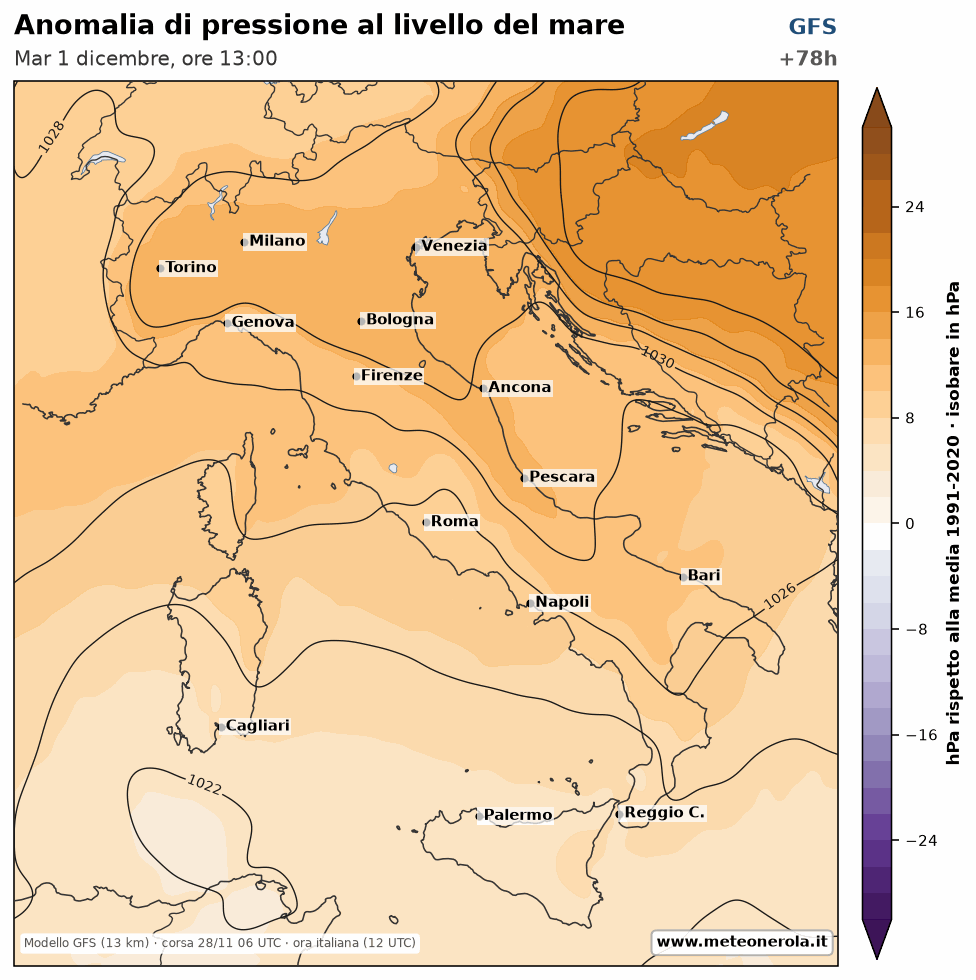 Anomalia di pressione al livello del mare
GFS
Mar 1 dicembre, ore 13:00
+78h
1028
Milano
Venezia
Torino
Genova
Bologna
1030
Firenze
Ancona
Pescara
Roma
Bari
Napoli
1026
Cagliari
1022
Palermo
Reggio C.
Modello GFS (13 km) · corsa 28/11 06 UTC · ora italiana (12 UTC)
www.meteonerola.it
24
16
8
0
−8
−16
−24
hPa rispetto alla media 1991-2020 · isobare in hPa